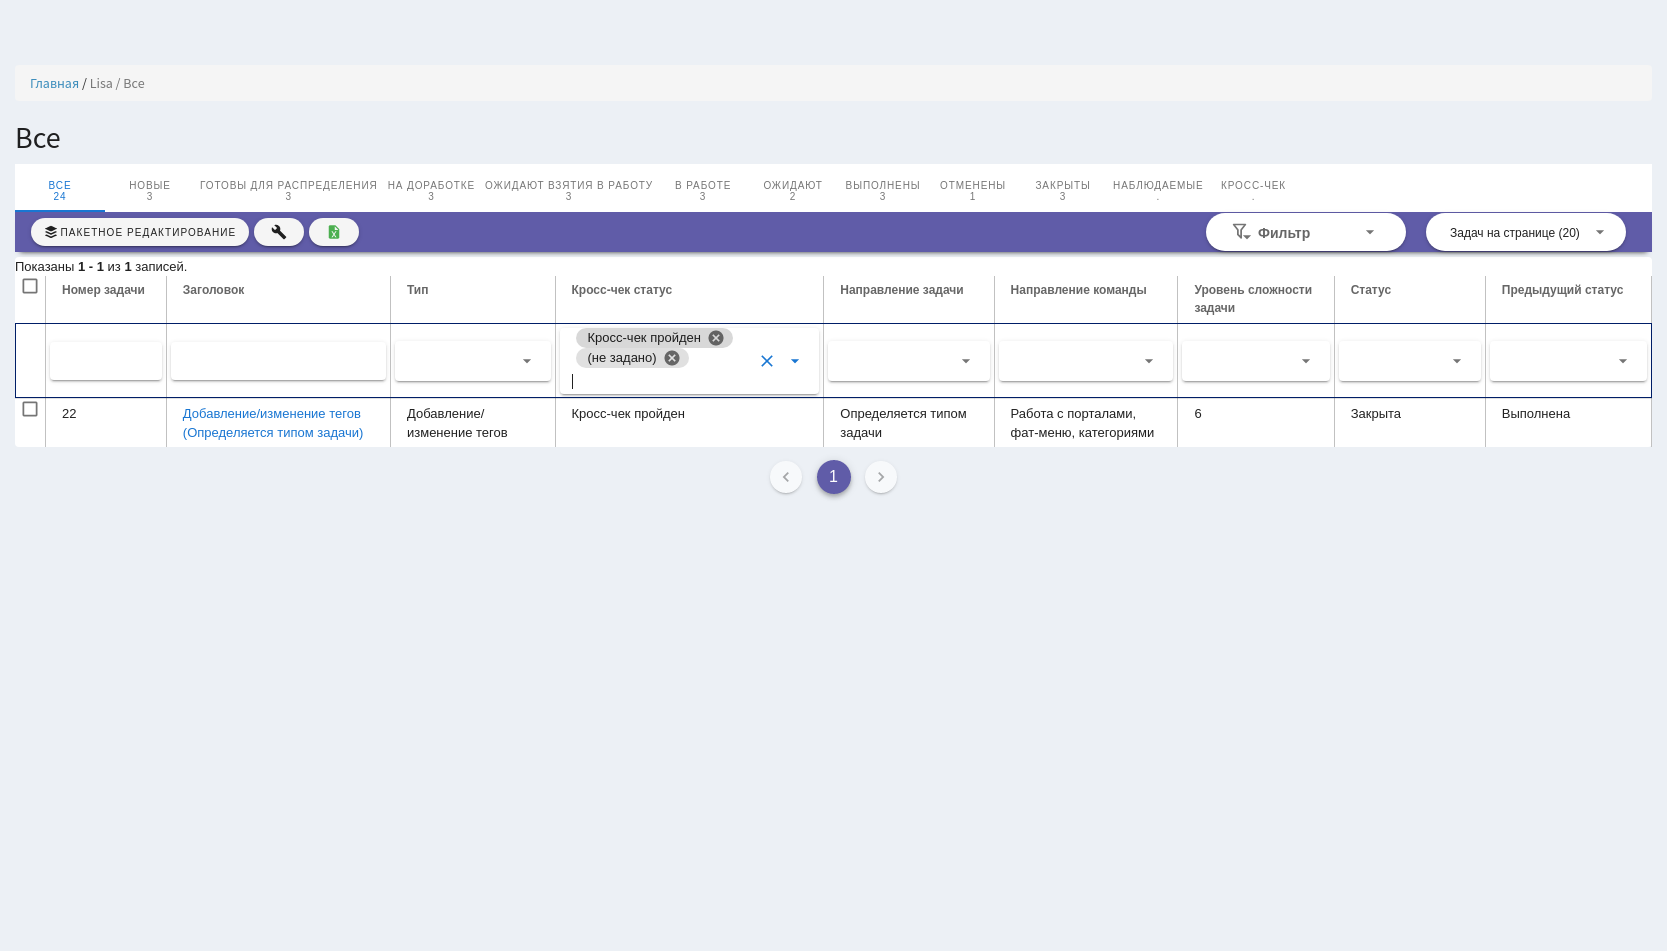 Главная / Lisa / Все
Все
ВСЕ 24
НОВЫЕ 3
ГОТОВЫ ДЛЯ РАСПРЕДЕЛЕНИЯ 3
НА ДОРАБОТКЕ 3
ОЖИДАЮТ ВЗЯТИЯ В РАБОТУ 3
В РАБОТЕ 3
ОЖИДАЮТ 2
ВЫПОЛНЕНЫ 3
ОТМЕНЕНЫ 1
ЗАКРЫТЫ 3
НАБЛЮДАЕМЫЕ .
КРОСС-ЧЕК .
ПАКЕТНОЕ РЕДАКТИРОВАНИЕ
Фильтр
Задач на странице (20)
Показаны 1 - 1 из 1 записей.
Номер задачи
Заголовок
Тип
Кросс-чек статус
Направление задачи
Направление команды
Уровень сложности
задачи
Статус
Предыдущий статус
Кросс-чек пройден
(не задано)
22
Добавление/изменение тегов
(Определяется типом задачи)
Добавление/
изменение тегов
Кросс-чек пройден
Определяется типом
задачи
Работа с порталами,
фат-меню, категориями
6
Закрыта
Выполнена
1